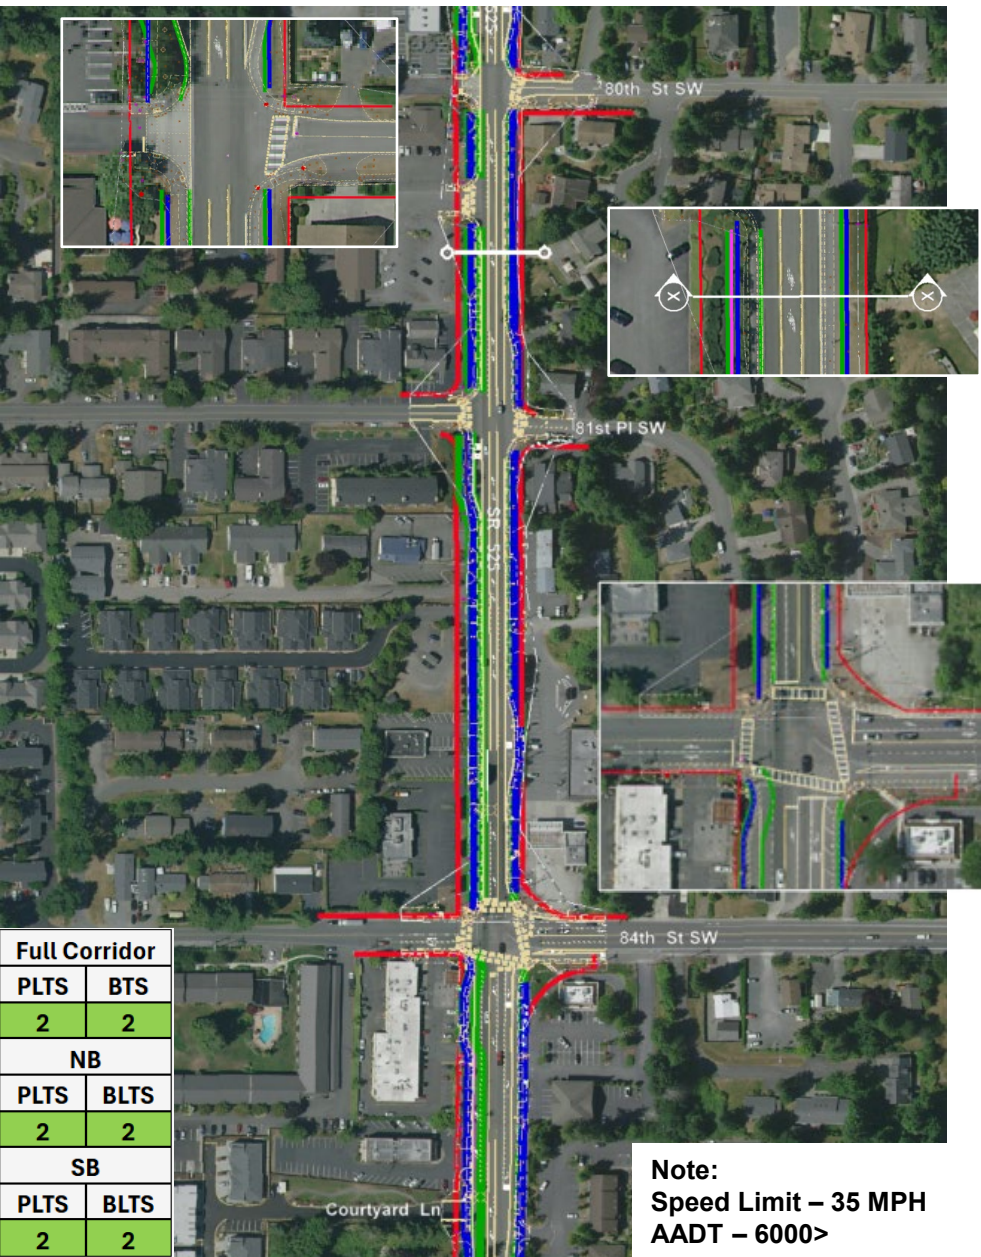 525
80th St SW
X
X
81st Pl SW
SR 525
84th St SW
Full Corridor
PLTS BTS
2 2
NB
PLTS BLTS
2 2
SB
PLTS BLTS
2 2
Courtyard Ln
Note:
Speed Limit – 35 MPH
AADT – 6000>